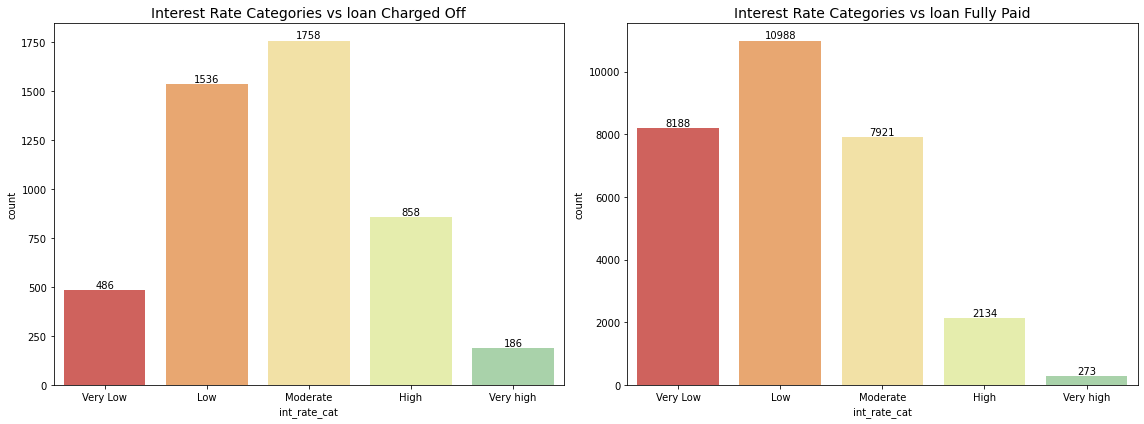 Interest Rate Categories vs loan Charged Off
1750
1500
1250
1000
750
500
250
0
count
486
1536
1758
858
186
Very Low
Low
Moderate
High
Very high
int_rate_cat
Interest Rate Categories vs loan Fully Paid
10000
8000
6000
4000
2000
0
count
8188
10988
7921
2134
273
Very Low
Low
Moderate
High
Very high
int_rate_cat